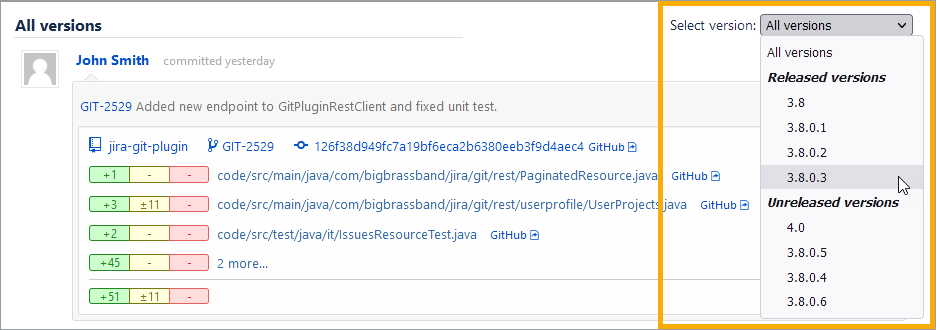 All versions
Select version: All versions
All versions
Released versions
3.8
3.8.0.1
3.8.0.2
3.8.0.3
Unreleased versions
4.0
3.8.0.5
3.8.0.4
3.8.0.6
John Smith committed yesterday
GIT-2529 Added new endpoint to GitPluginRestClient and fixed unit test.
jira-git-plugin GIT-2529 126f38d949fc7a19bf6eca2b6380eeb3f9d4aec4 GitHub
+1 - - code/src/main/java/com/bigbrassband/jira/git/rest/PaginatedResource.java GitHub
+3 ±11 - code/src/main/java/com/bigbrassband/jira/git/rest/userprofile/UserProjects.java GitHub
+2 - - code/src/test/java/it/IssuesResourceTest.java GitHub
+45 - - 2 more...
+51 ±11 -